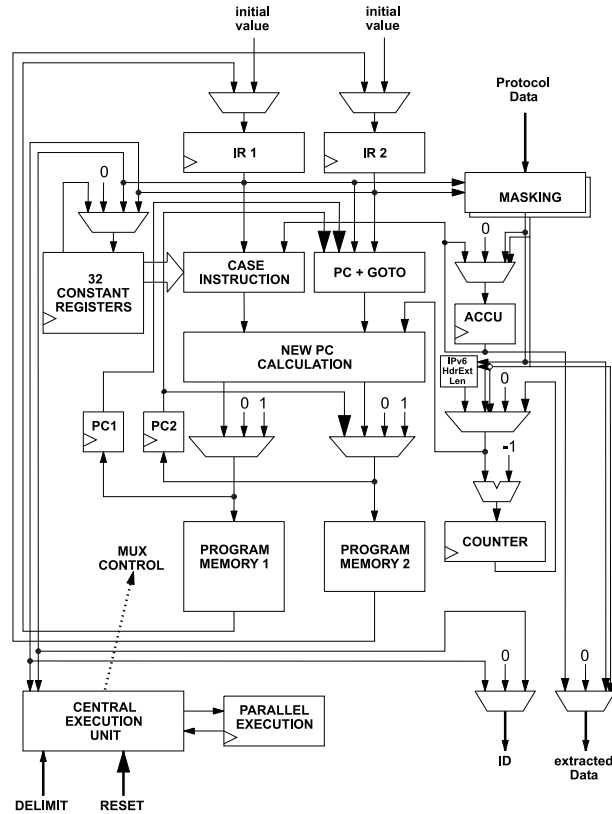 initial
value
initial
value
Protocol
Data
IR 1
IR 2
MASKING
0
0
32
CONSTANT
REGISTERS
CASE
INSTRUCTION
PC + GOTO
ACCU
NEW PC
CALCULATION
IPv6
HdrExt
Len
0
PC1
PC2
0 1
0 1
-1
PROGRAM
MEMORY 1
PROGRAM
MEMORY 2
COUNTER
MUX
CONTROL
0
0
CENTRAL
EXECUTION
UNIT
PARALLEL
EXECUTION
ID
extracted
Data
DELIMIT
RESET